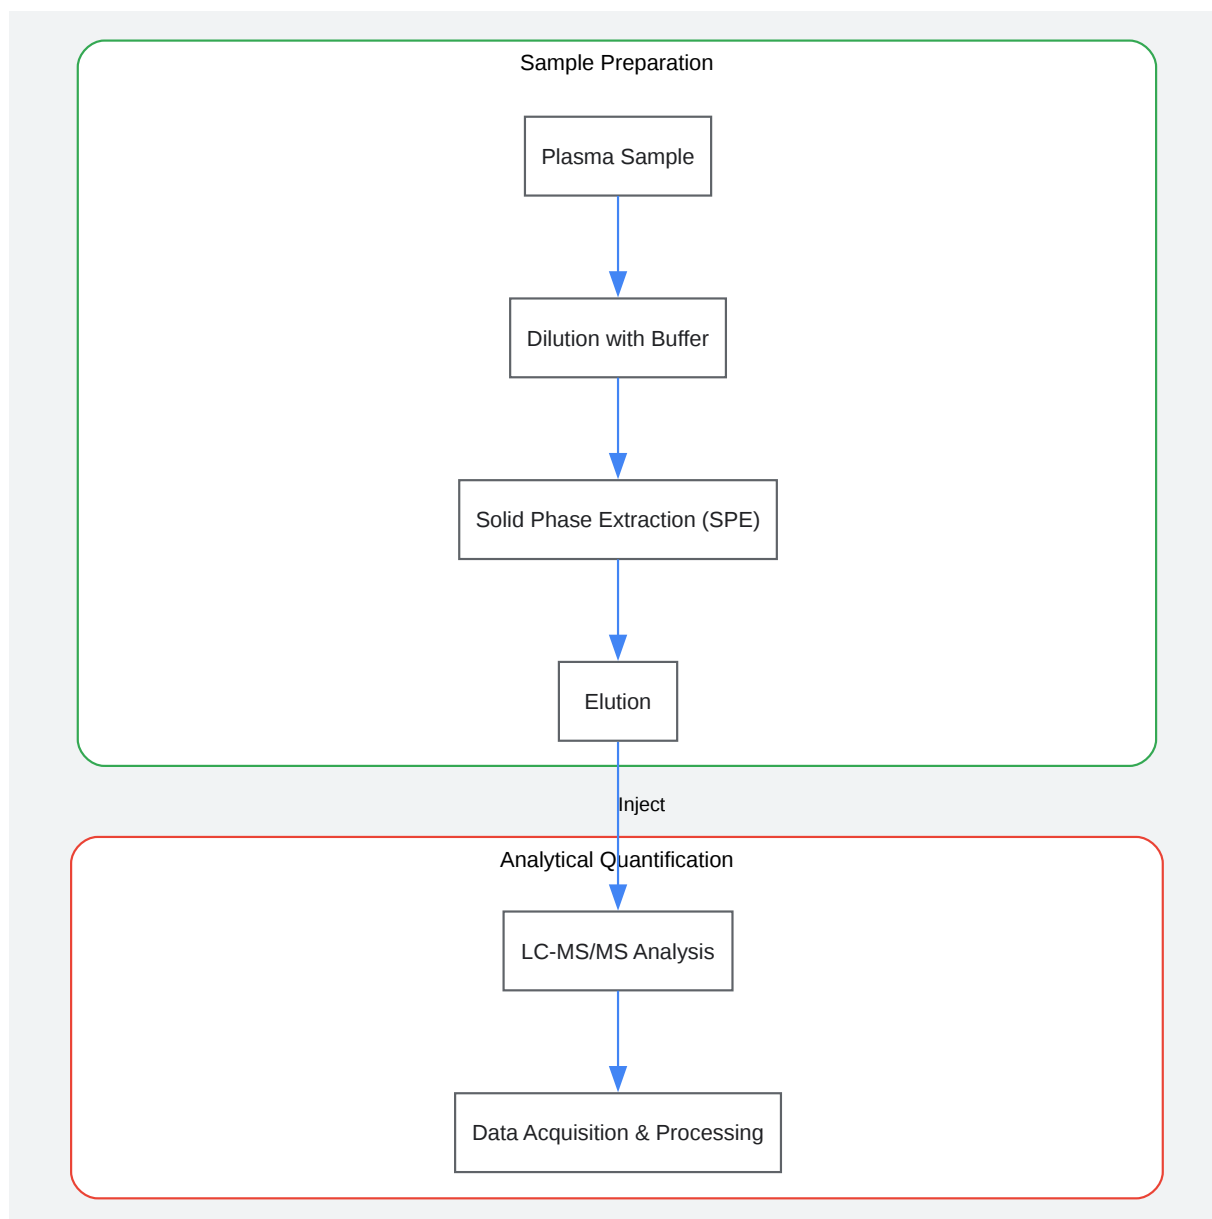 Sample Preparation
Plasma Sample
Dilution with Buffer
Solid Phase Extraction (SPE)
Elution
Inject
Analytical Quantification
LC-MS/MS Analysis
Data Acquisition & Processing